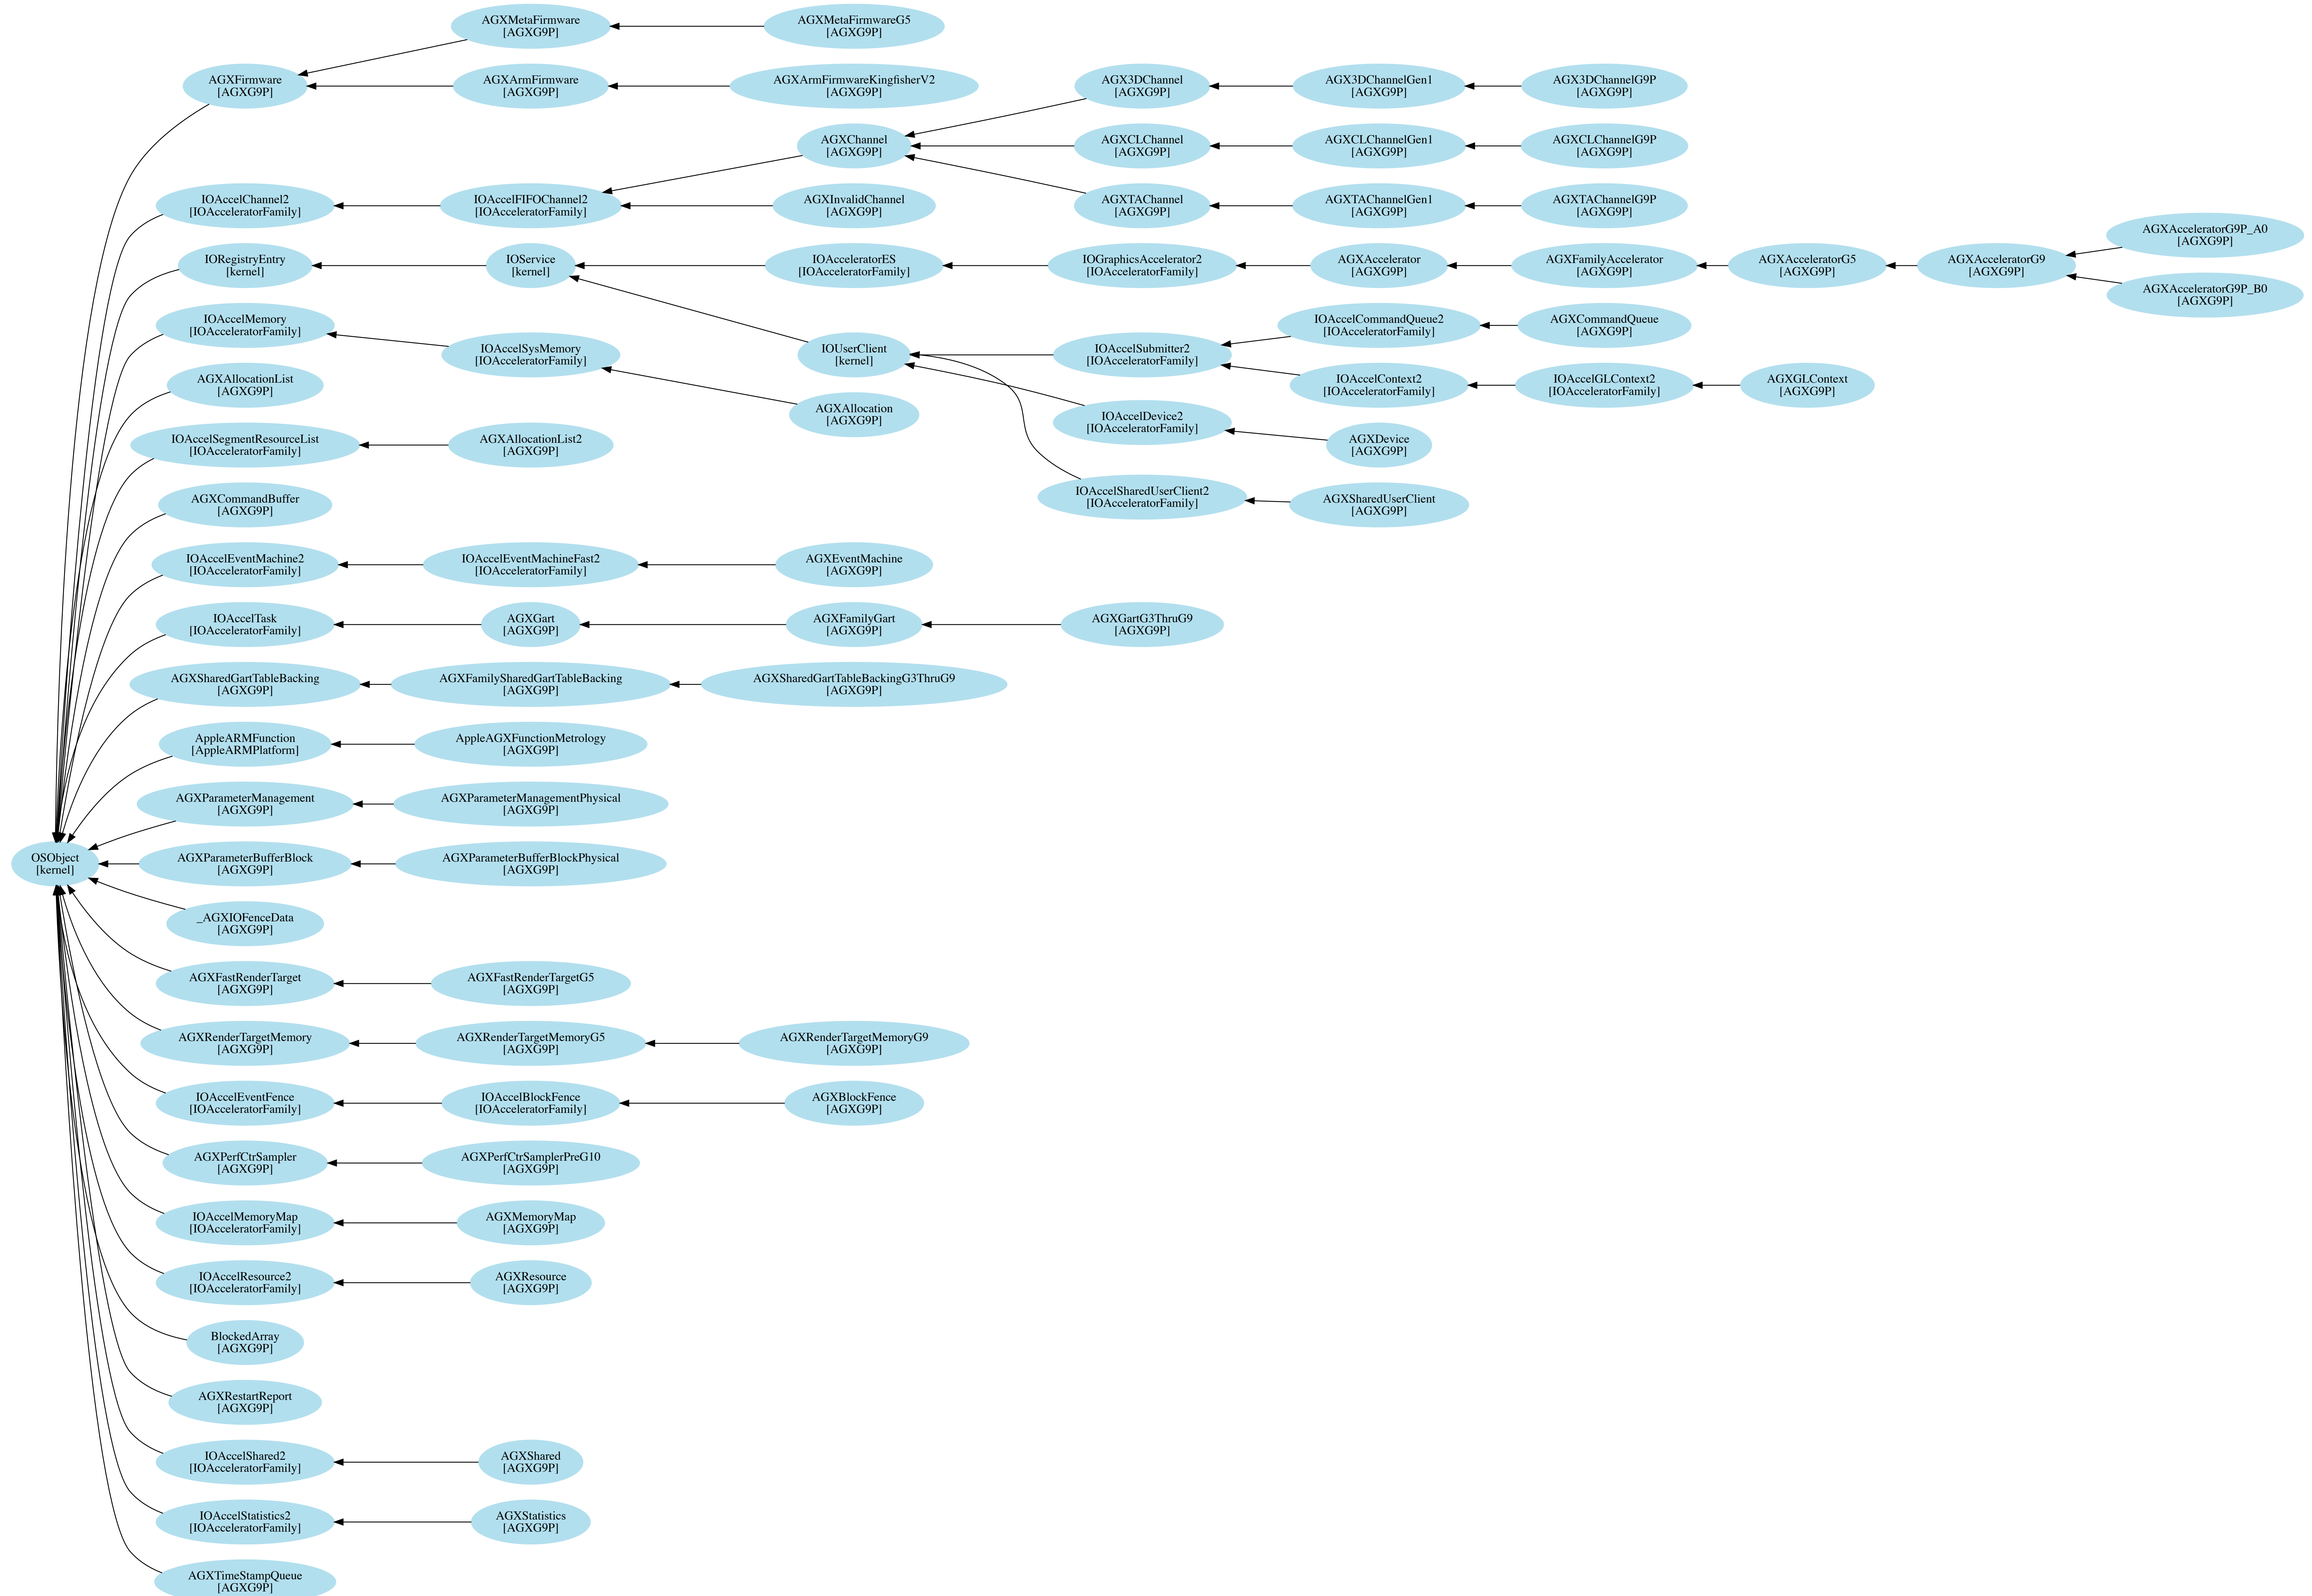 AGXMetaFirmware
[AGXG9P]
AGXMetaFirmwareG5
[AGXG9P]
AGXFirmware
[AGXG9P]
AGXArmFirmware
[AGXG9P]
AGXArmFirmwareKingfisherV2
[AGXG9P]
AGX3DChannel
[AGXG9P]
AGX3DChannelGen1
[AGXG9P]
AGX3DChannelG9P
[AGXG9P]
AGXChannel
[AGXG9P]
AGXCLChannel
[AGXG9P]
AGXCLChannelGen1
[AGXG9P]
AGXCLChannelG9P
[AGXG9P]
IOAccelChannel2
[IOAcceleratorFamily]
IOAccelFIFOChannel2
[IOAcceleratorFamily]
AGXInvalidChannel
[AGXG9P]
AGXTAChannel
[AGXG9P]
AGXTAChannelGen1
[AGXG9P]
AGXTAChannelG9P
[AGXG9P]
AGXAcceleratorG9P_A0
[AGXG9P]
IORegistryEntry
[kernel]
IOService
[kernel]
IOAcceleratorES
[IOAcceleratorFamily]
IOGraphicsAccelerator2
[IOAcceleratorFamily]
AGXAccelerator
[AGXG9P]
AGXFamilyAccelerator
[AGXG9P]
AGXAcceleratorG5
[AGXG9P]
AGXAcceleratorG9
[AGXG9P]
AGXAcceleratorG9P_B0
[AGXG9P]
IOAccelMemory
[IOAcceleratorFamily]
IOAccelCommandQueue2
[IOAcceleratorFamily]
AGXCommandQueue
[AGXG9P]
IOAccelSysMemory
[IOAcceleratorFamily]
IOUserClient
[kernel]
IOAccelSubmitter2
[IOAcceleratorFamily]
AGXAllocationList
[AGXG9P]
IOAccelContext2
[IOAcceleratorFamily]
IOAccelGLContext2
[IOAcceleratorFamily]
AGXGLContext
[AGXG9P]
AGXAllocation
[AGXG9P]
IOAccelDevice2
[IOAcceleratorFamily]
IOAccelSegmentResourceList
[IOAcceleratorFamily]
AGXAllocationList2
[AGXG9P]
AGXDevice
[AGXG9P]
AGXCommandBuffer
[AGXG9P]
IOAccelSharedUserClient2
[IOAcceleratorFamily]
AGXSharedUserClient
[AGXG9P]
IOAccelEventMachine2
[IOAcceleratorFamily]
IOAccelEventMachineFast2
[IOAcceleratorFamily]
AGXEventMachine
[AGXG9P]
IOAccelTask
[IOAcceleratorFamily]
AGXGart
[AGXG9P]
AGXFamilyGart
[AGXG9P]
AGXGartG3ThruG9
[AGXG9P]
AGXSharedGartTableBacking
[AGXG9P]
AGXFamilySharedGartTableBacking
[AGXG9P]
AGXSharedGartTableBackingG3ThruG9
[AGXG9P]
AppleARMFunction
[AppleARMPlatform]
AppleAGXFunctionMetrology
[AGXG9P]
AGXParameterManagement
[AGXG9P]
AGXParameterManagementPhysical
[AGXG9P]
OSObject
[kernel]
AGXParameterBufferBlock
[AGXG9P]
AGXParameterBufferBlockPhysical
[AGXG9P]
_AGXIOFenceData
[AGXG9P]
AGXFastRenderTarget
[AGXG9P]
AGXFastRenderTargetG5
[AGXG9P]
AGXRenderTargetMemory
[AGXG9P]
AGXRenderTargetMemoryG5
[AGXG9P]
AGXRenderTargetMemoryG9
[AGXG9P]
IOAccelEventFence
[IOAcceleratorFamily]
IOAccelBlockFence
[IOAcceleratorFamily]
AGXBlockFence
[AGXG9P]
AGXPerfCtrSampler
[AGXG9P]
AGXPerfCtrSamplerPreG10
[AGXG9P]
IOAccelMemoryMap
[IOAcceleratorFamily]
AGXMemoryMap
[AGXG9P]
IOAccelResource2
[IOAcceleratorFamily]
AGXResource
[AGXG9P]
BlockedArray
[AGXG9P]
AGXRestartReport
[AGXG9P]
IOAccelShared2
[IOAcceleratorFamily]
AGXShared
[AGXG9P]
IOAccelStatistics2
[IOAcceleratorFamily]
AGXStatistics
[AGXG9P]
AGXTimeStampQueue
[AGXG9P]